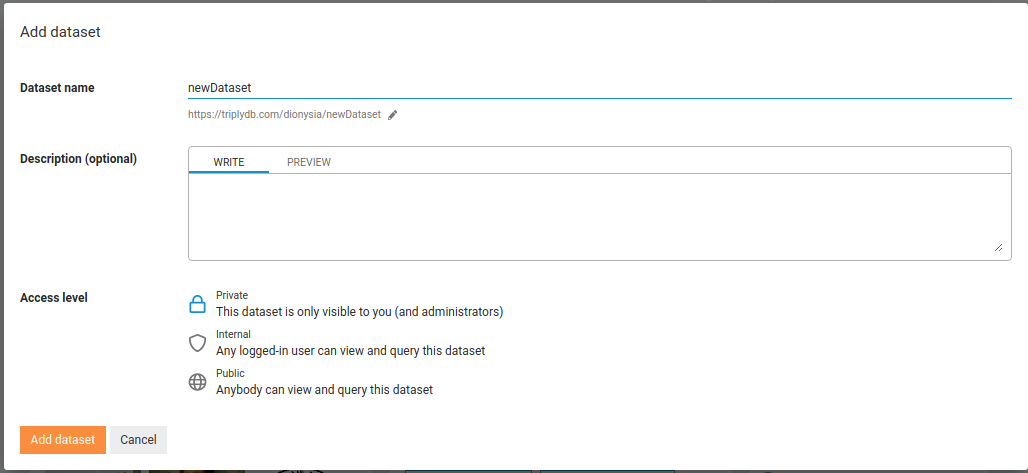 Add dataset
Dataset name
newDataset
https://triplydb.com/dionysia/newDataset
Description (optional)
WRITE PREVIEW
Access level
Private
This dataset is only visible to you (and administrators)
Internal
Any logged-in user can view and query this dataset
Public
Anybody can view and query this dataset
Add dataset Cancel